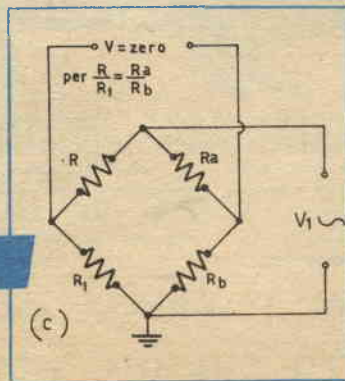 V = zero
per R/R1 = Ra/Rb
R
Ra
V1
R1
Rb
(C)